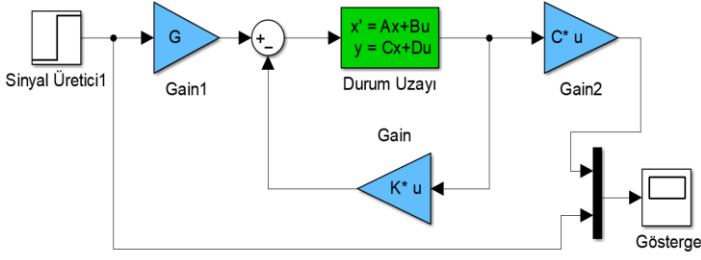 G
+
−
x' = Ax+Bu
y = Cx+Du
C* u
Sinyal Üretici1
Gain1
Durum Uzayı
Gain2
Gain
K* u
Gösterge